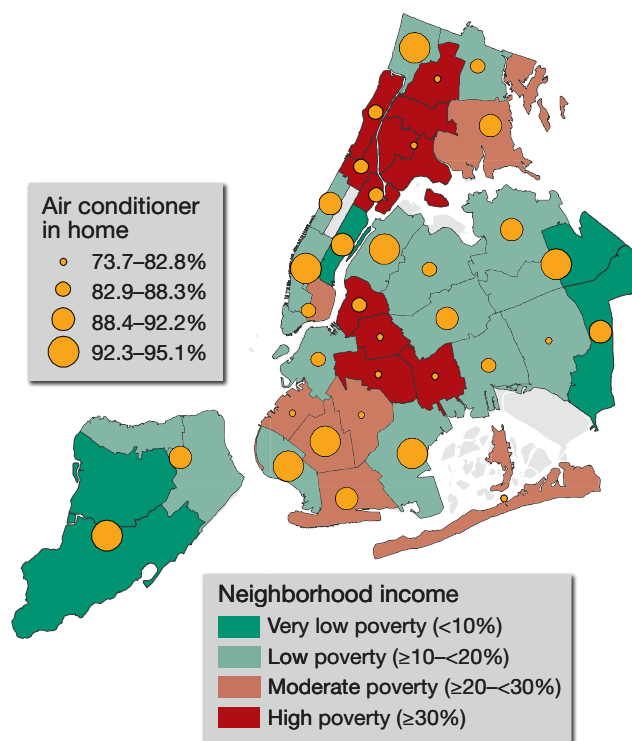 Air conditioner
in home
73.7–82.8%
82.9–88.3%
88.4–92.2%
92.3–95.1%
Neighborhood income
Very low poverty (<10%)
Low poverty (≥10–<20%)
Moderate poverty (≥20–<30%)
High poverty (≥30%)